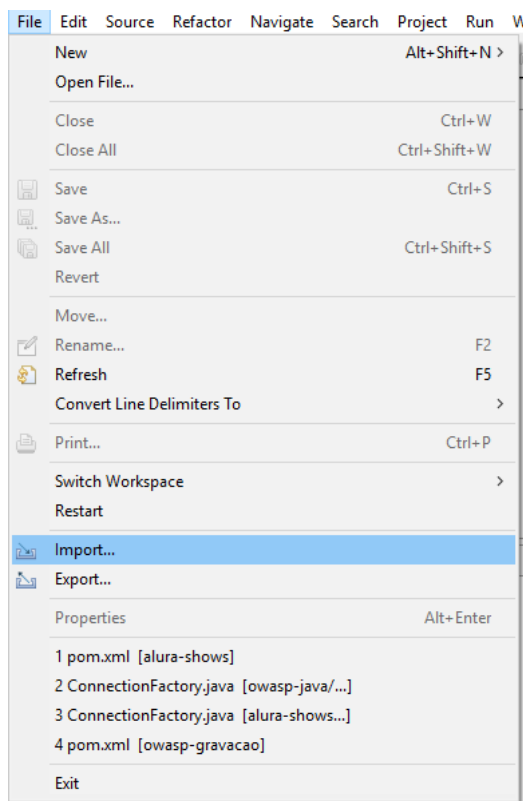 File Edit Source Refactor Navigate Search Project Run W
New Alt+Shift+N >
Open File...
Close Ctrl+W
Close All Ctrl+Shift+W
Save Ctrl+S
Save As...
Save All Ctrl+Shift+S
Revert
Move...
Rename... F2
Refresh F5
Convert Line Delimiters To >
Print... Ctrl+P
Switch Workspace >
Restart
Import...
Export...
Properties Alt+Enter
1 pom.xml [alura-shows]
2 ConnectionFactory.java [owasp-java/...]
3 ConnectionFactory.java [alura-shows...]
4 pom.xml [owasp-gravacao]
Exit